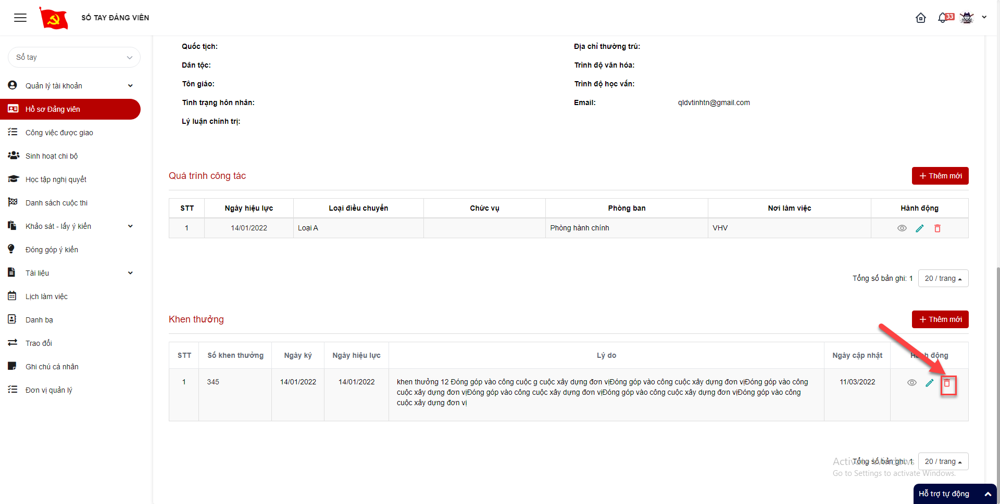 SỔ TAY ĐẢNG VIÊN
33
Sổ tay
Quản lý tài khoản
Hồ sơ Đảng viên
Công việc được giao
Sinh hoạt chi bộ
Học tập nghị quyết
Danh sách cuộc thi
Khảo sát - lấy ý kiến
Đóng góp ý kiến
Tài liệu
Lịch làm việc
Danh bạ
Trao đổi
Ghi chú cá nhân
Đơn vị quản lý
Quốc tịch:
Địa chỉ thường trú:
Dân tộc:
Trình độ văn hóa:
Tôn giáo:
Trình độ học vấn:
Tình trạng hôn nhân:
Email: qldvtinhtn@gmail.com
Lý luận chính trị:
Quá trình công tác
+ Thêm mới
STT Ngày hiệu lực Loại điều chuyển Chức vụ Phòng ban Nơi làm việc Hành động
1 14/01/2022 Loại A Phòng hành chính VHV
Tổng số bản ghi: 1 20 / trang
Khen thưởng
+ Thêm mới
STT Số khen thưởng Ngày ký Ngày hiệu lực Lý do Ngày cập nhật Hành động
1 345 14/01/2022 14/01/2022 khen thưởng 12 Đóng góp vào công cuộc g cuộc xây dựng đơn vịĐóng góp vào công cuộc xây dựng đơn vịĐóng góp vào công 11/03/2022
cuộc xây dựng đơn vịĐóng góp vào công cuộc xây dựng đơn vịĐóng góp vào công cuộc xây dựng đơn vịĐóng góp vào công
cuộc xây dựng đơn vị
Tổng số bản ghi: 1 20 / trang
Activate Windows
Go to Settings to activate Windows.
Hỗ trợ tự động